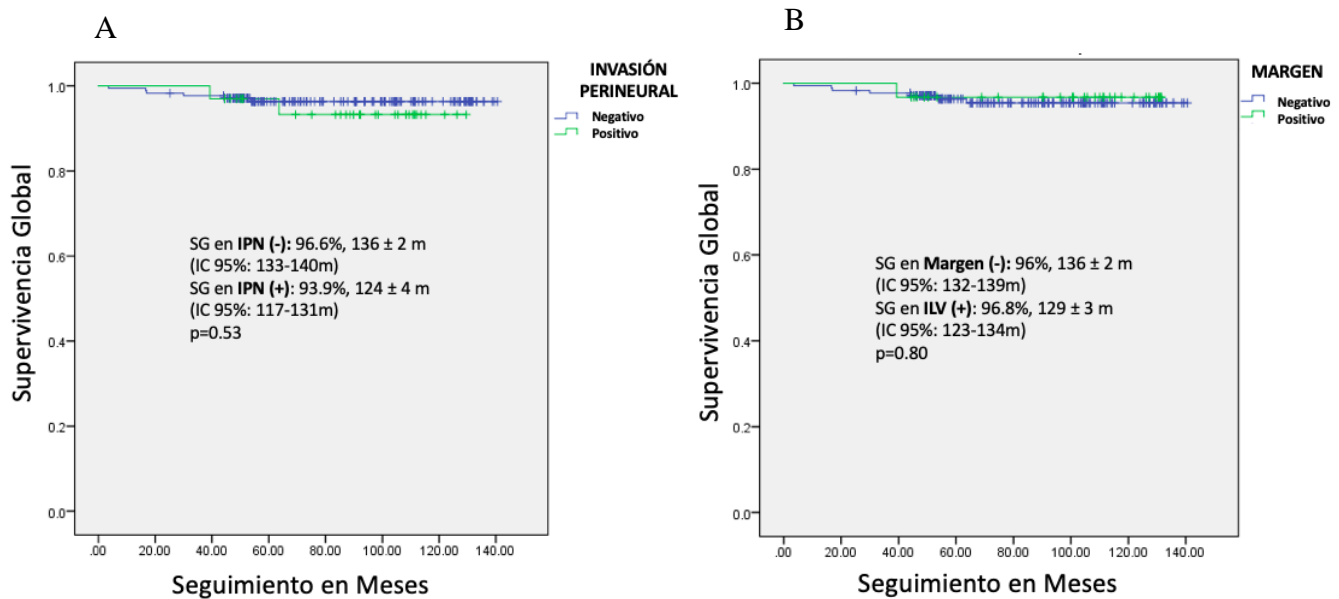 A
INVASIÓN
PERINEURAL
Negativo
Positivo
Supervivencia Global
1.0
0.8
0.6
0.4
0.2
0.0
SG en IPN (-): 96.6%, 136 ± 2 m
(IC 95%: 133-140m)
SG en IPN (+): 93.9%, 124 ± 4 m
(IC 95%: 117-131m)
p=0.53
.00 20.00 40.00 60.00 80.00 100.00 120.00 140.00
Seguimiento en Meses
B
MARGEN
Negativo
Positivo
Supervivencia Global
1.0
0.8
0.6
0.4
0.2
0.0
SG en Margen (-): 96%, 136 ± 2 m
(IC 95%: 132-139m)
SG en ILV (+): 96.8%, 129 ± 3 m
(IC 95%: 123-134m)
p=0.80
.00 20.00 40.00 60.00 80.00 100.00 120.00 140.00
Seguimiento en Meses